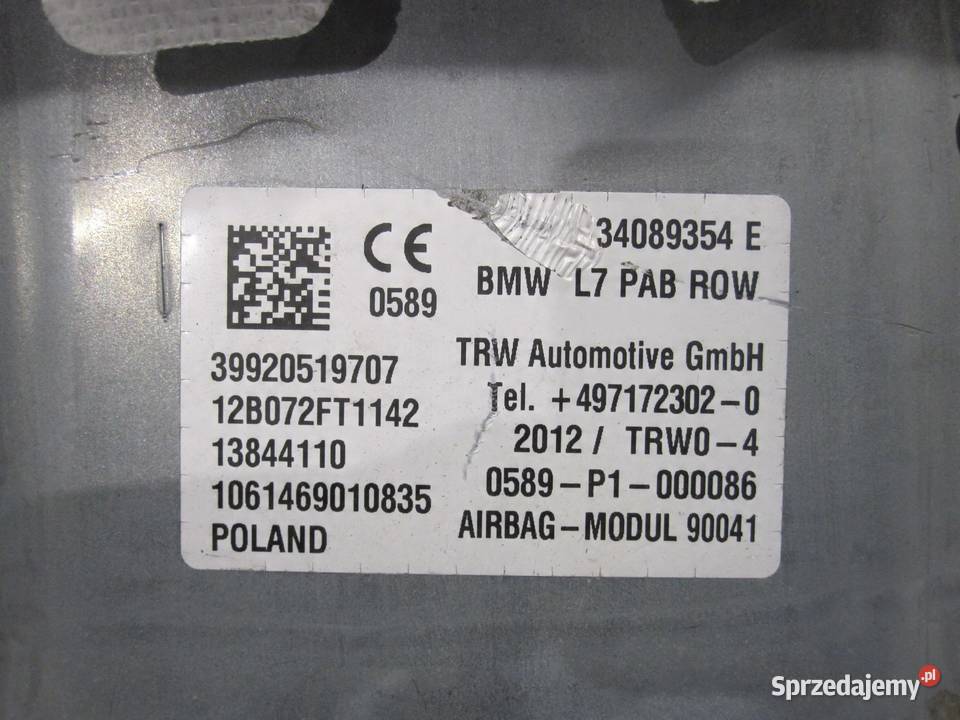 CE
0589
34089354 E
BMW L7 PAB ROW
39920519707
12B072FT1142
13844110
1061469010835
POLAND
TRW Automotive GmbH
Tel. +497172302-0
2012 / TRW0-4
0589-P1-000086
AIRBAG-MODUL 90041
Sprzedajemy.pl